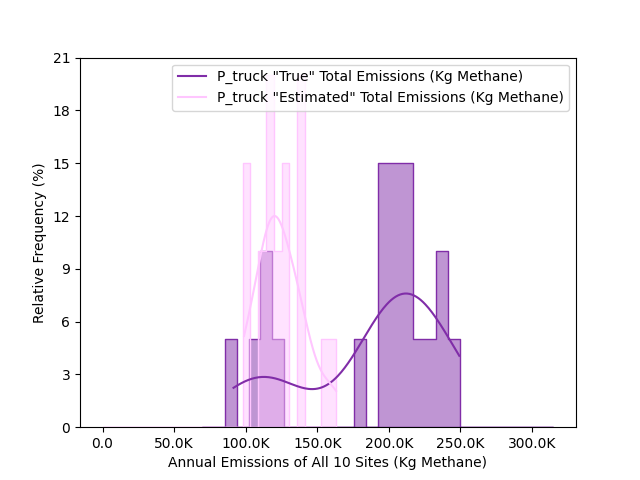 21
18
15
12
9
6
3
0
Relative Frequency (%)
P_truck "True" Total Emissions (Kg Methane)
P_truck "Estimated" Total Emissions (Kg Methane)
0.0 50.0K 100.0K 150.0K 200.0K 250.0K 300.0K
Annual Emissions of All 10 Sites (Kg Methane)